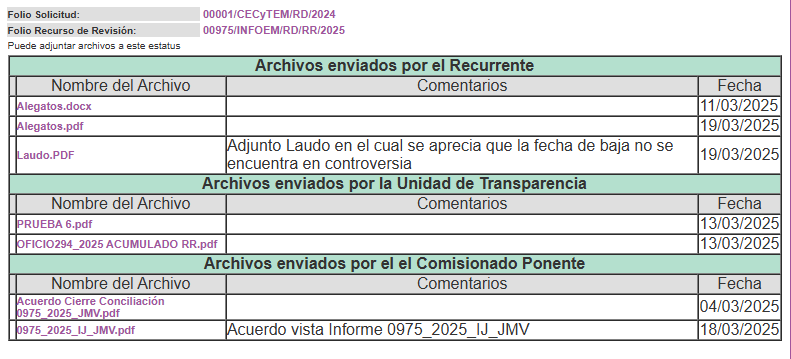 Folio Solicitud: 00001/CECyTEM/RD/2024
Folio Recurso de Revisión: 00975/INFOEM/RD/RR/2025
Puede adjuntar archivos a este estatus
Archivos enviados por el Recurrente
Nombre del Archivo Comentarios Fecha
Alegatos.docx 11/03/2025
Alegatos.pdf 19/03/2025
Laudo.PDF Adjunto Laudo en el cual se aprecia que la fecha de baja no se encuentra en controversia 19/03/2025
Archivos enviados por la Unidad de Transparencia
Nombre del Archivo Comentarios Fecha
PRUEBA 6.pdf 13/03/2025
OFICIO294_2025 ACUMULADO RR.pdf 13/03/2025
Archivos enviados por el el Comisionado Ponente
Nombre del Archivo Comentarios Fecha
Acuerdo Cierre Conciliación 0975_2025_JMV.pdf 04/03/2025
0975_2025_IJ_JMV.pdf Acuerdo vista Informe 0975_2025_IJ_JMV 18/03/2025